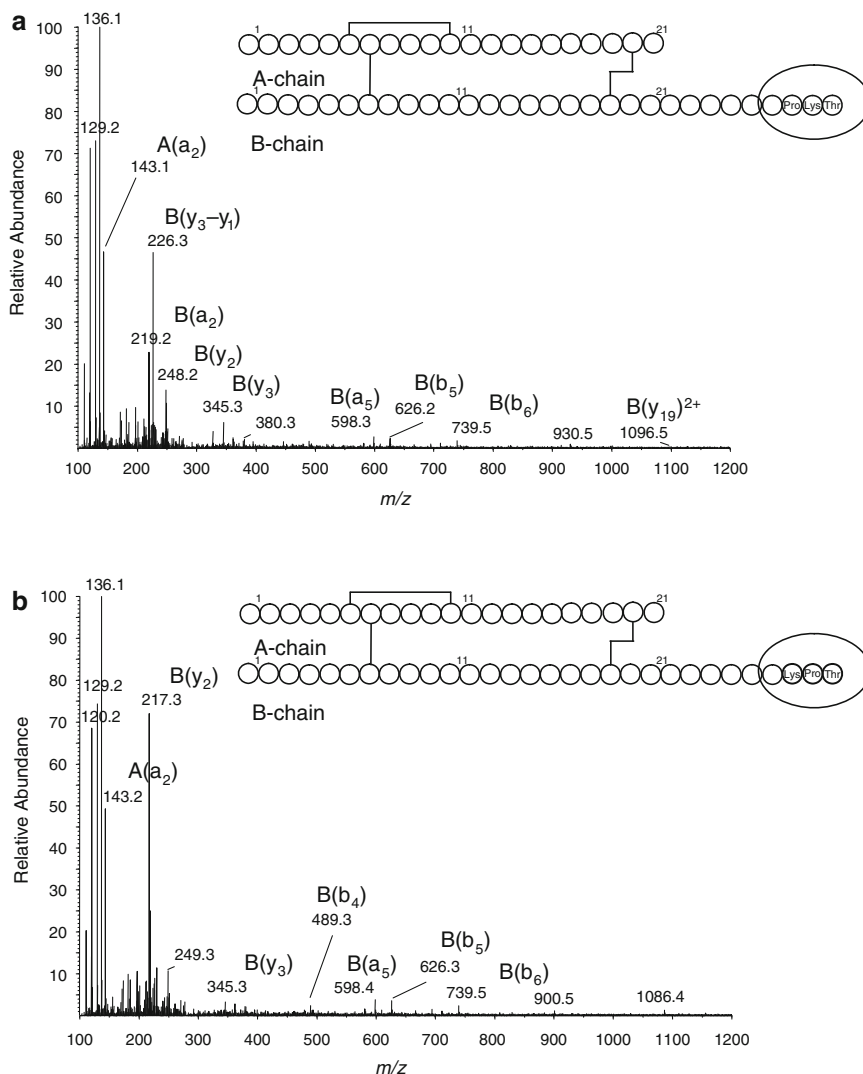 a
100
136.1
90
80
70
60
50
40
30
20
10
Relative Abundance
129.2
A(a2)
143.1
B(y3–y1)
226.3
B(a2)
219.2
B(y2)
248.2
B(y3)
345.3
380.3
B(a5)
598.3
B(b5)
626.2
B(b6)
739.5
930.5
B(y19)2+
1096.5
1
11
21
A-chain
1
11
21
Pro Lys Thr
B-chain
100 200 300 400 500 600 700 800 900 1000 1100 1200
m/z
b
100
136.1
90
80
70
60
50
40
30
20
10
Relative Abundance
129.2
120.2
B(y2)
217.3
A(a2)
143.2
249.3
B(y3)
345.3
B(b4)
489.3
B(a5)
598.4
B(b5)
626.3
B(b6)
739.5
900.5
1086.4
1
11
21
A-chain
1
11
21
Lys Pro Thr
B-chain
100 200 300 400 500 600 700 800 900 1000 1100 1200
m/z